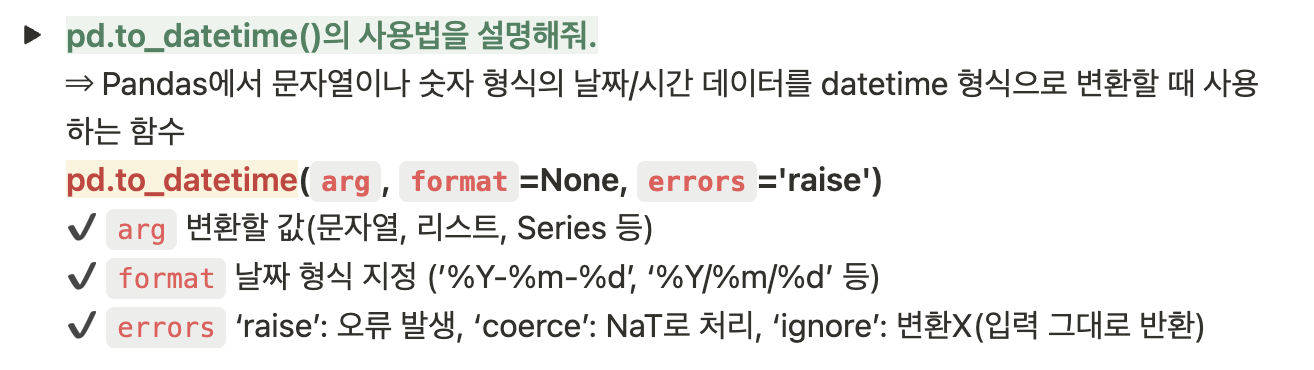 ▶ pd.to_datetime()의 사용법을 설명해줘.
⇒ Pandas에서 문자열이나 숫자 형식의 날짜/시간 데이터를 datetime 형식으로 변환할 때 사용
하는 함수
pd.to_datetime(arg, format=None, errors='raise')
✔ arg 변환할 값(문자열, 리스트, Series 등)
✔ format 날짜 형식 지정 (’%Y-%m-%d’, ‘%Y/%m/%d’ 등)
✔ errors ‘raise’: 오류 발생, ‘coerce’: NaT로 처리, ‘ignore’: 변환X(입력 그대로 반환)